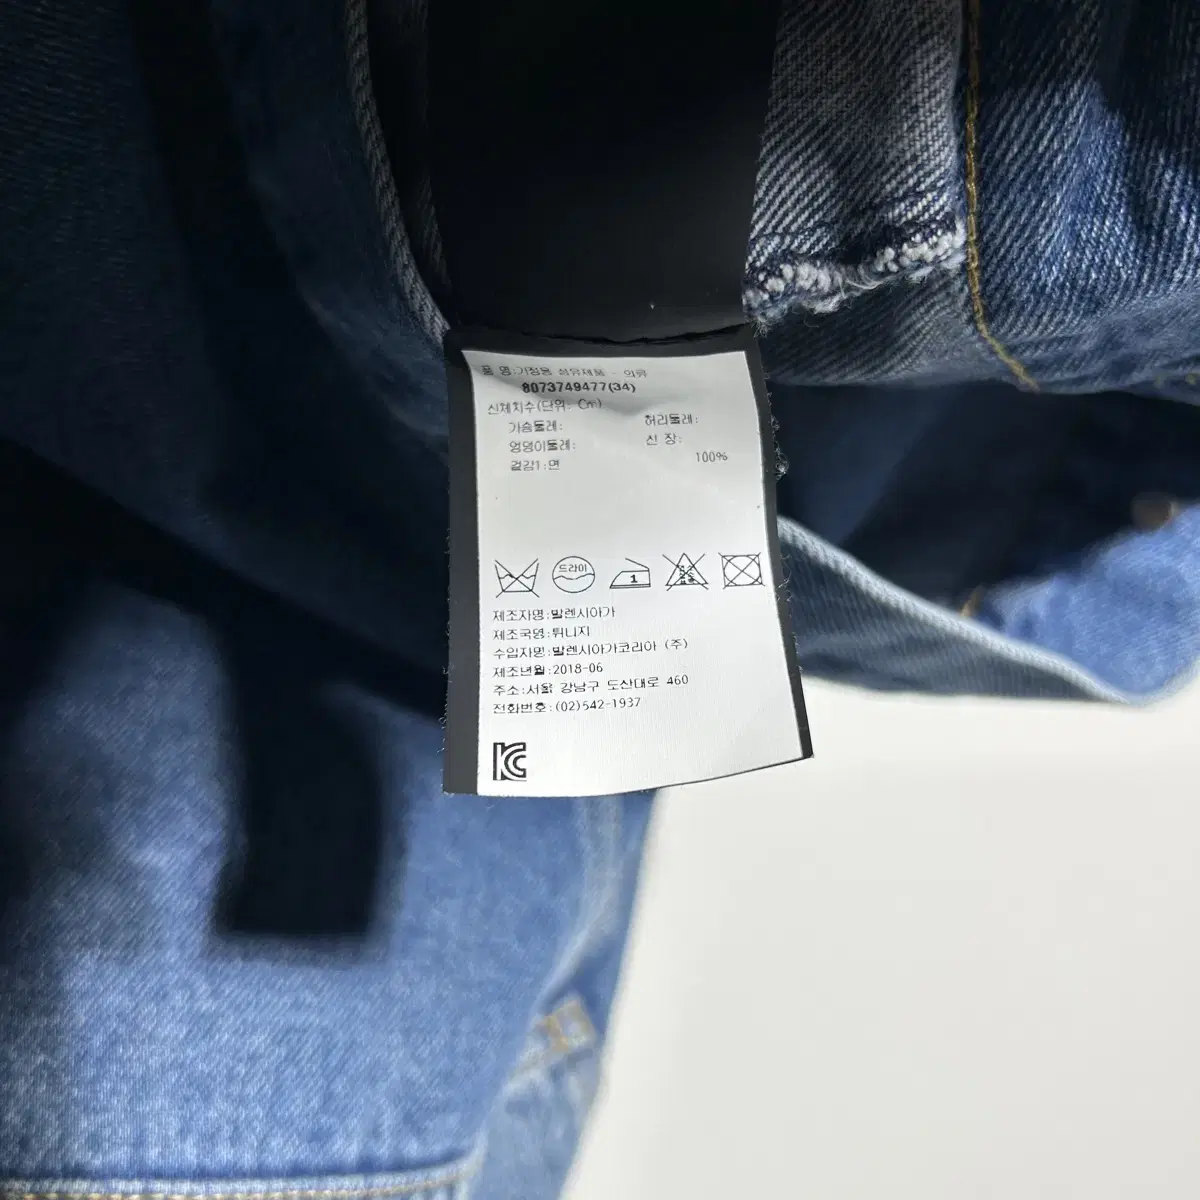 품 명:가정용 섬유제품 - 의류
8073749477(34)
신체치수(단위: Cm)
가슴둘레: 허리둘레:
엉덩이둘레: 신 장:
겉감1:면 100%
드라이
1
제조자명:발렌시아가
제조국명:튀니지
수입자명:발렌시아가코리아 (주)
제조년월:2018-06
주소:서울 강남구 도산대로 460
전화번호:(02)542-1937
KC